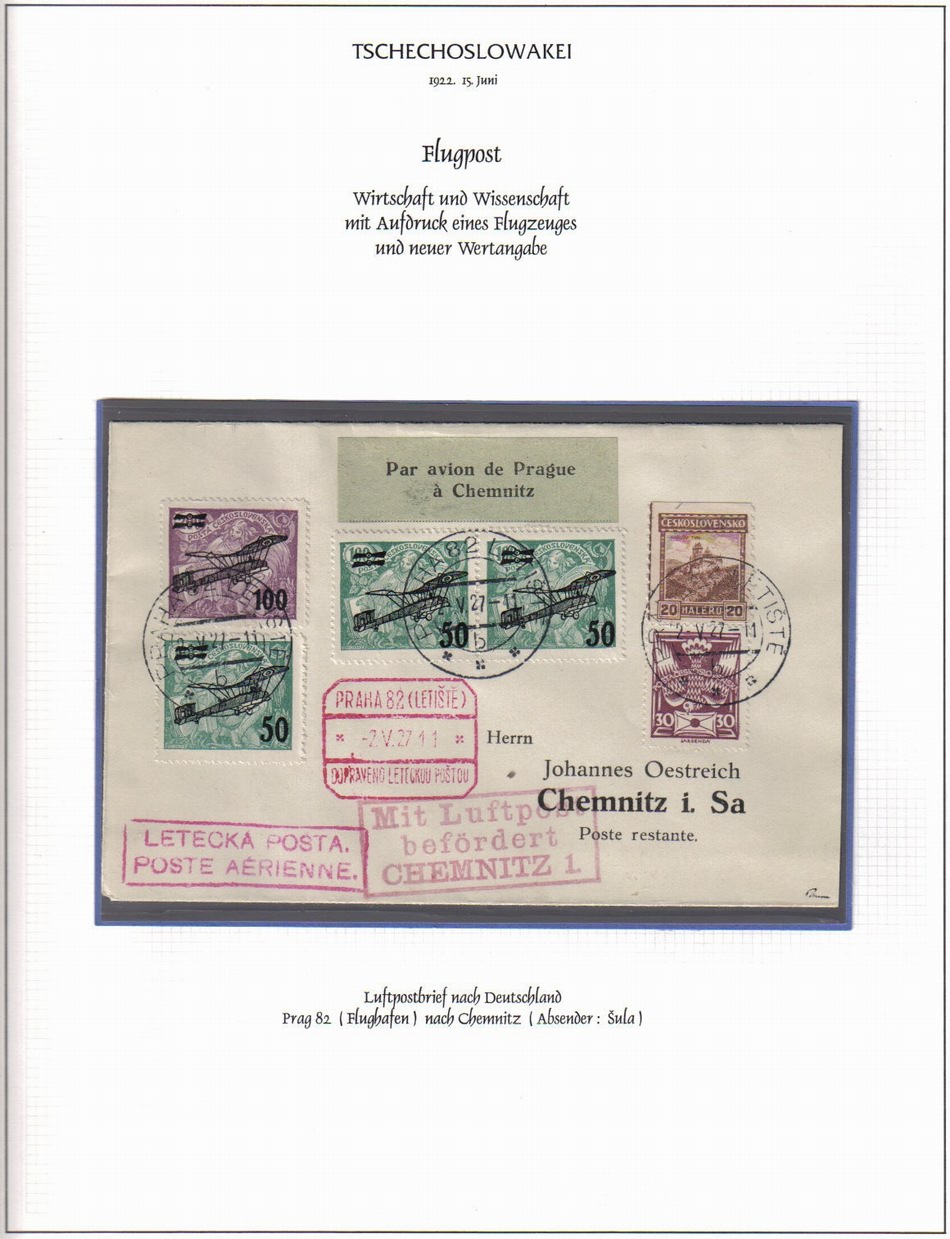 TSCHECHOSLOWAKEI
1922. 15. Juni
Flugpost
Wirtschaft und Wissenschaft
mit Aufdruck eines Flugzeuges
und neuer Wertangabe
Par avion de Prague
à Chemnitz
100
50
50
50
ČESKOSLOVENSKO
20 HALÉŘŮ 20
30 30
PRAHA 82 (LETIŠTĚ)
-2.V.27.11
DOPRAVENO LETECKOU POŠTOU
Herrn
Johannes Oestreich
Chemnitz i. Sa
Poste restante.
Mit Luftpost
befördert
CHEMNITZ 1.
LETECKÁ POSTA.
POSTE AÉRIENNE.
Luftpostbrief nach Deutschland
Prag 82 (Flughafen) nach Chemnitz (Absender: Šula)